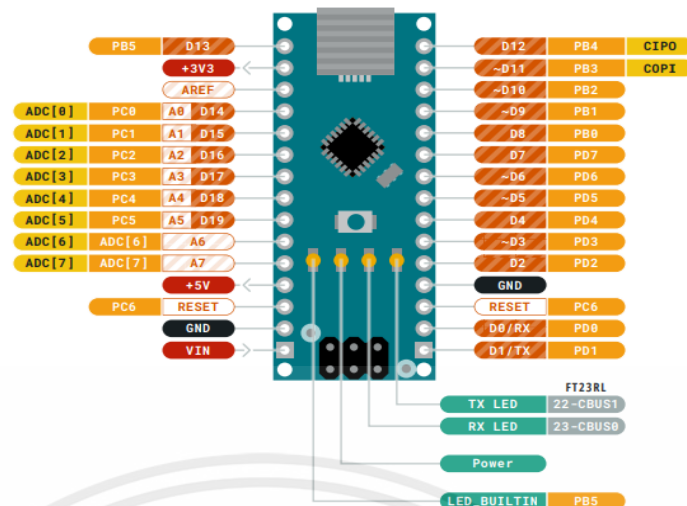 PB5 D13 D12 PB4 CIPO
+3V3 ~D11 PB3 COPI
AREF ~D10 PB2
ADC[0] PC0 A0 D14 ~D9 PB1
ADC[1] PC1 A1 D15 D8 PB0
ADC[2] PC2 A2 D16 D7 PD7
ADC[3] PC3 A3 D17 ~D6 PD6
ADC[4] PC4 A4 D18 ~D5 PD5
ADC[5] PC5 A5 D19 D4 PD4
ADC[6] ADC[6] A6 ~D3 PD3
ADC[7] ADC[7] A7 D2 PD2
+5V GND
PC6 RESET RESET PC6
GND D0/RX PD0
VIN D1/TX PD1
FT23RL
TX LED 22-CBUS1
RX LED 23-CBUS0
Power
LED_BUILTIN PB5